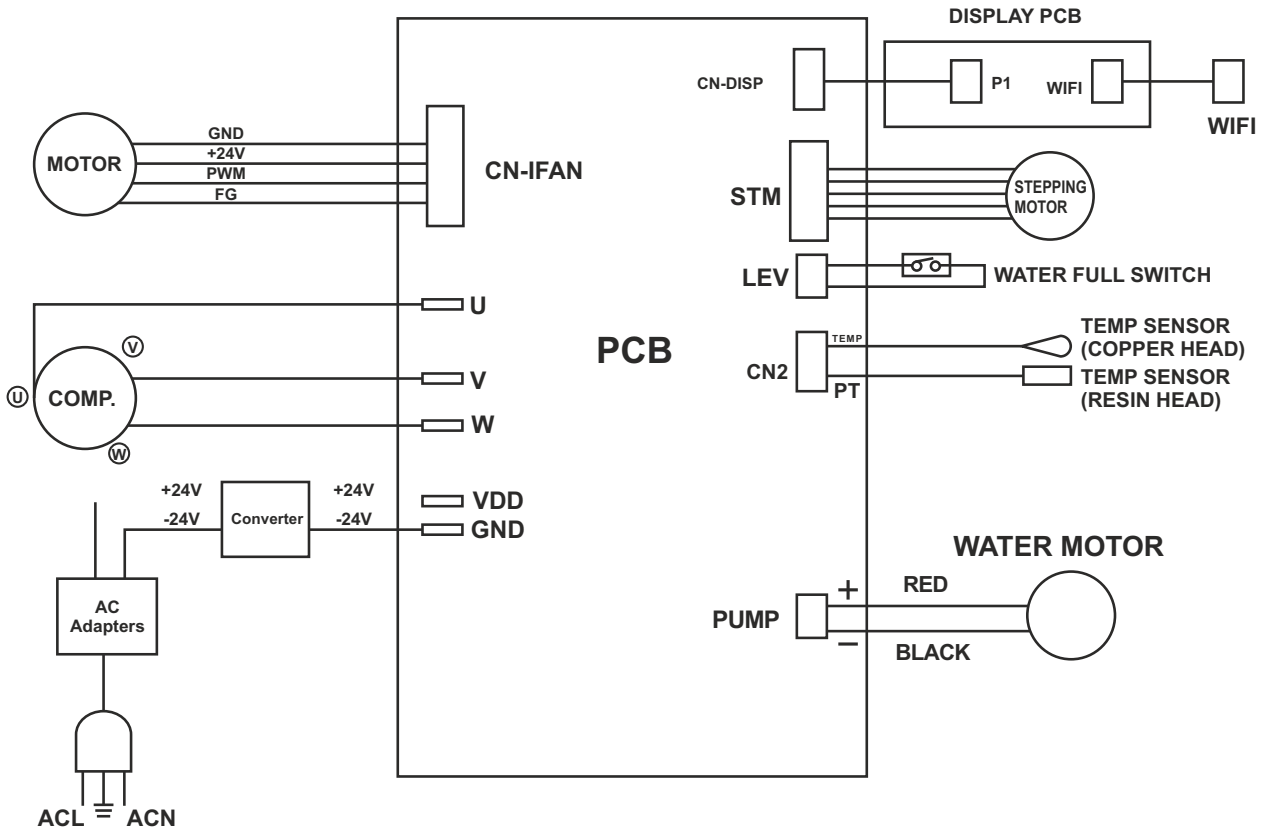 DISPLAY PCB
CN-DISP
P1
WIFI
WIFI
GND
+24V
PWM
FG
MOTOR
CN-IFAN
STM
STEPPING
MOTOR
LEV
WATER FULL SWITCH
U
V
W
U
V
W
COMP.
PCB
CN2
TEMP
PT
TEMP SENSOR
(COPPER HEAD)
TEMP SENSOR
(RESIN HEAD)
+24V
-24V
Converter
+24V
-24V
VDD
GND
AC
Adapters
WATER MOTOR
PUMP
+
RED
−
BLACK
ACL
ACN